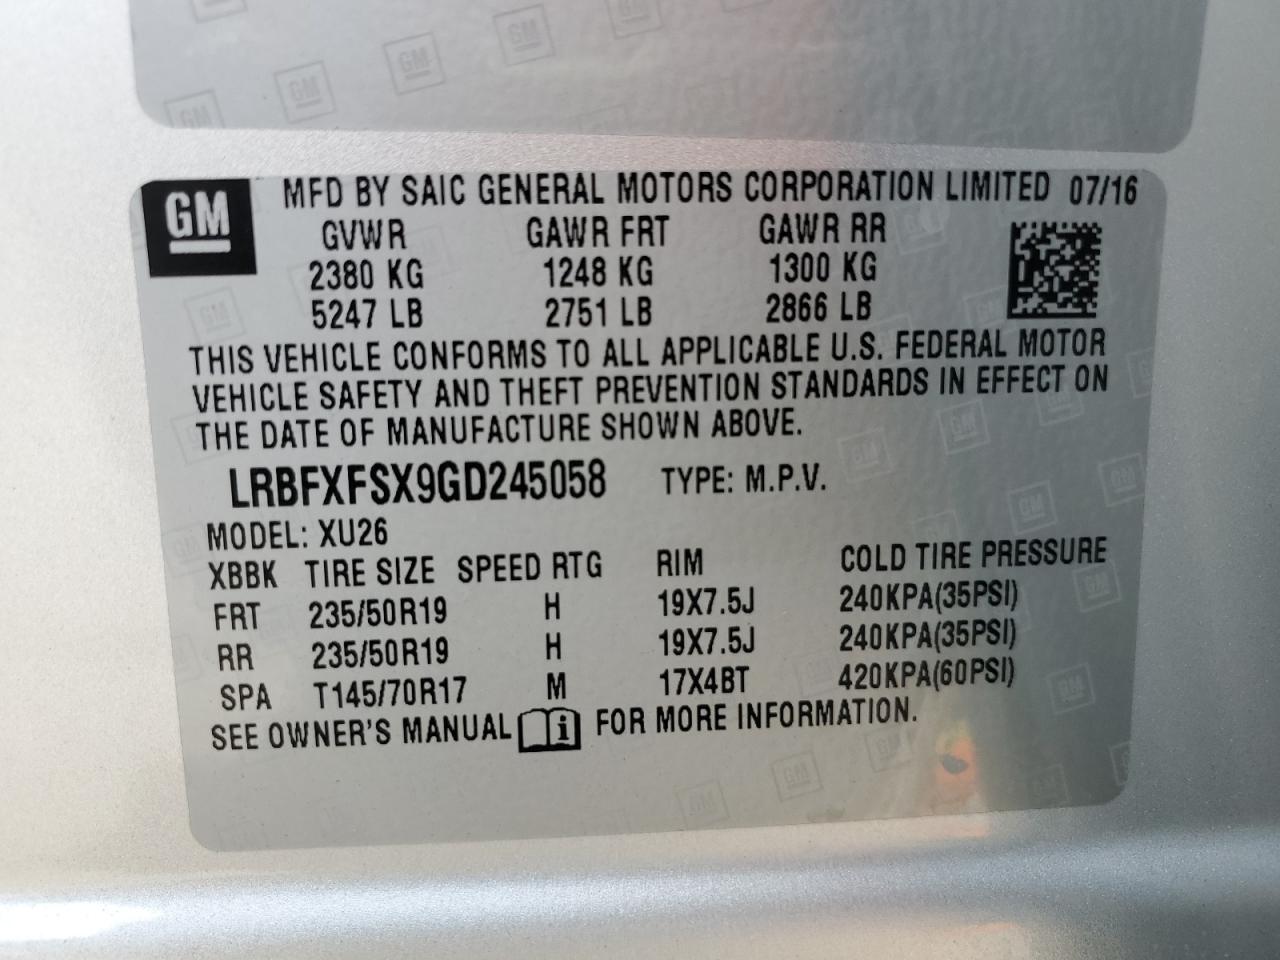 GM MFD BY SAIC GENERAL MOTORS CORPORATION LIMITED 07/16
GVWR GAWR FRT GAWR RR
2380 KG 1248 KG 1300 KG
5247 LB 2751 LB 2866 LB
THIS VEHICLE CONFORMS TO ALL APPLICABLE U.S. FEDERAL MOTOR
VEHICLE SAFETY AND THEFT PREVENTION STANDARDS IN EFFECT ON
THE DATE OF MANUFACTURE SHOWN ABOVE.
LRBFXFSX9GD245058 TYPE: M.P.V.
MODEL: XU26
XBBK TIRE SIZE SPEED RTG RIM COLD TIRE PRESSURE
FRT 235/50R19 H 19X7.5J 240KPA(35PSI)
RR 235/50R19 H 19X7.5J 240KPA(35PSI)
SPA T145/70R17 M 17X4BT 420KPA(60PSI)
SEE OWNER'S MANUAL i FOR MORE INFORMATION.